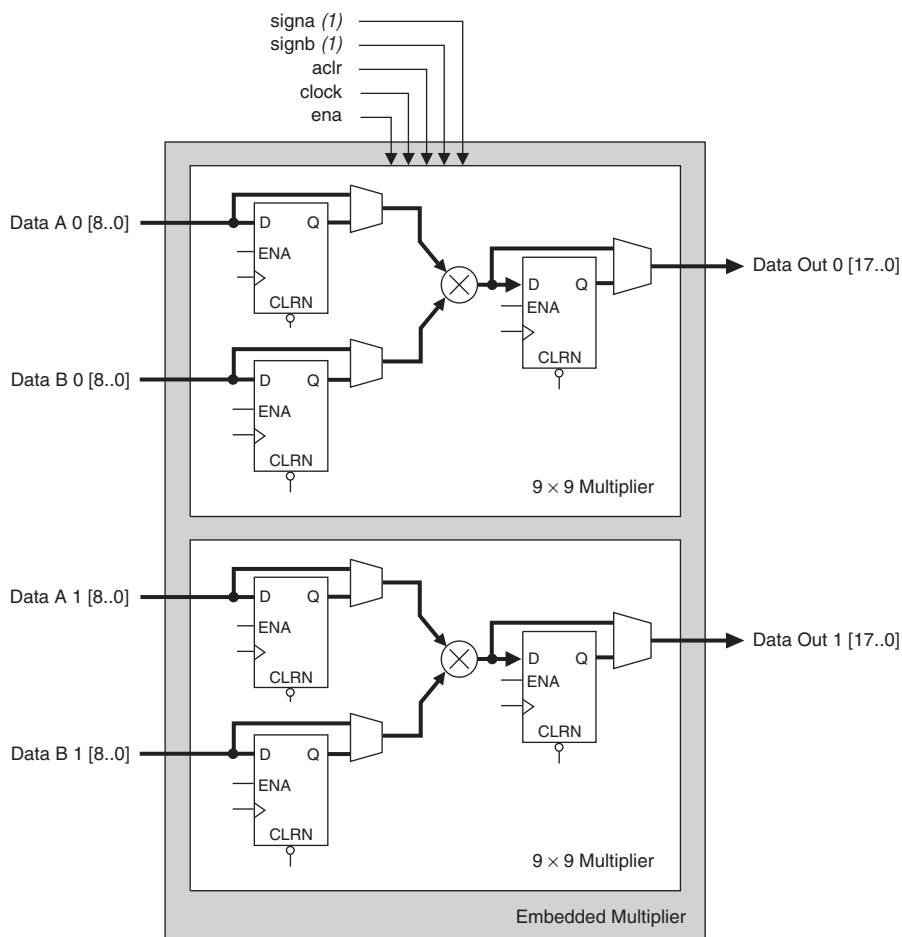 signa (1)
signb (1)
aclr
clock
ena
Data A 0 [8..0]
D Q
ENA
CLRN
Data B 0 [8..0]
D Q
ENA
CLRN
D Q
ENA
CLRN
Data Out 0 [17..0]
9 × 9 Multiplier
Data A 1 [8..0]
D Q
ENA
CLRN
Data B 1 [8..0]
D Q
ENA
CLRN
D Q
ENA
CLRN
Data Out 1 [17..0]
9 × 9 Multiplier
Embedded Multiplier